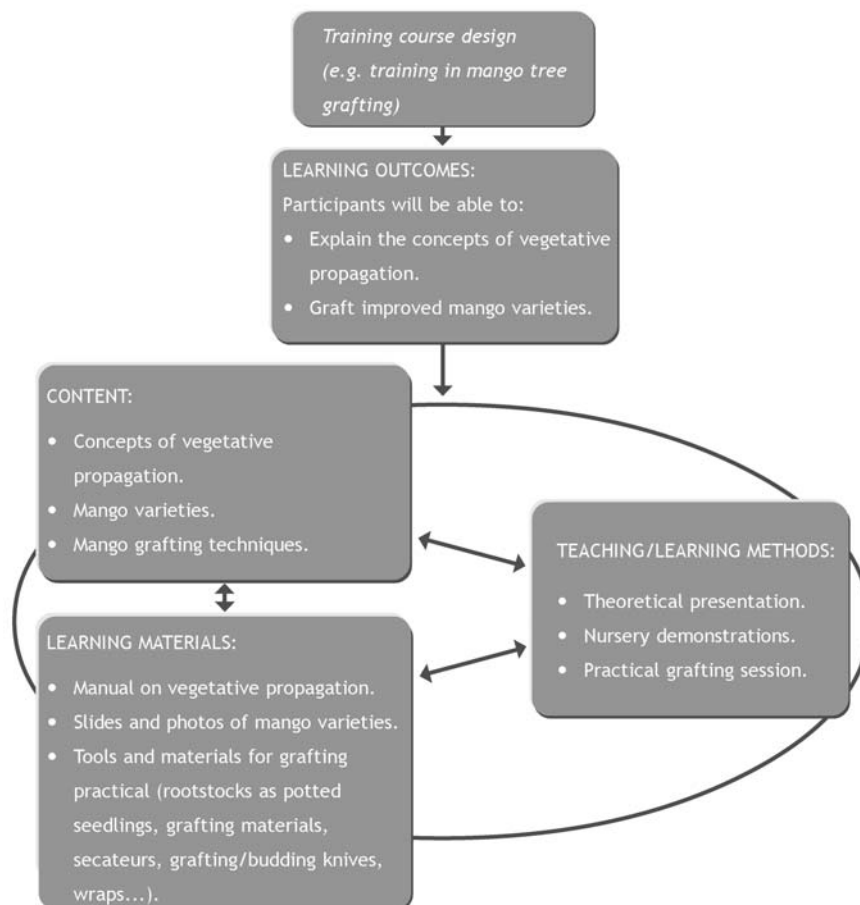 Training course design
(e.g. training in mango tree
grafting)
LEARNING OUTCOMES:
Participants will be able to:
• Explain the concepts of vegetative
propagation.
• Graft improved mango varieties.
CONTENT:
• Concepts of vegetative
propagation.
• Mango varieties.
• Mango grafting techniques.
TEACHING/LEARNING METHODS:
• Theoretical presentation.
• Nursery demonstrations.
• Practical grafting session.
LEARNING MATERIALS:
• Manual on vegetative propagation.
• Slides and photos of mango varieties.
• Tools and materials for grafting
practical (rootstocks as potted
seedlings, grafting materials,
secateurs, grafting/budding knives,
wraps...).